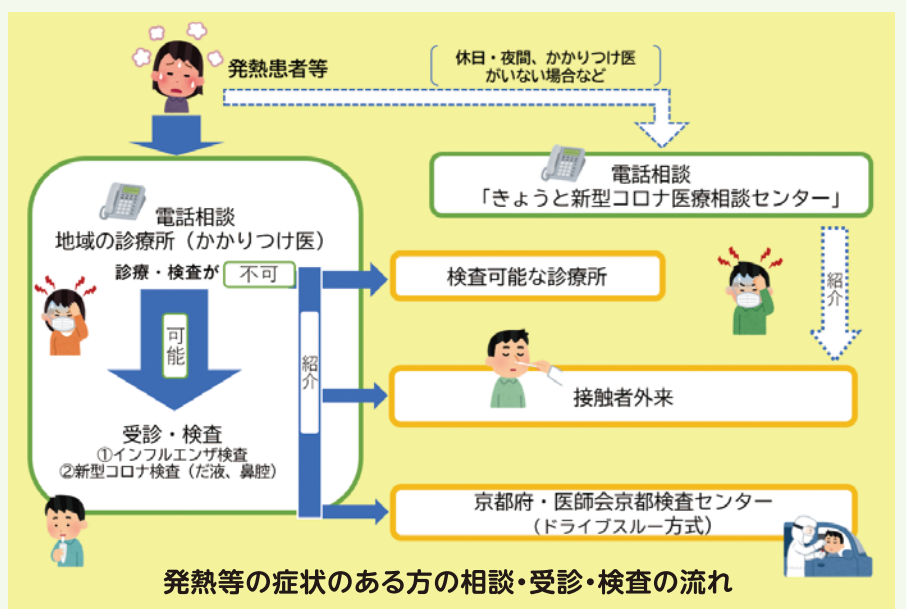 発熱患者等
休日・夜間、かかりつけ医
がいない場合など
電話相談
「きょうと新型コロナ医療相談センター」
電話相談
地域の診療所（かかりつけ医）
診療・検査が 不可
可能
紹介
受診・検査
①インフルエンザ検査
②新型コロナ検査（だ液、鼻腔）
検査可能な診療所
紹介
接触者外来
京都府・医師会京都検査センター
（ドライブスルー方式）
発熱等の症状のある方の相談・受診・検査の流れ